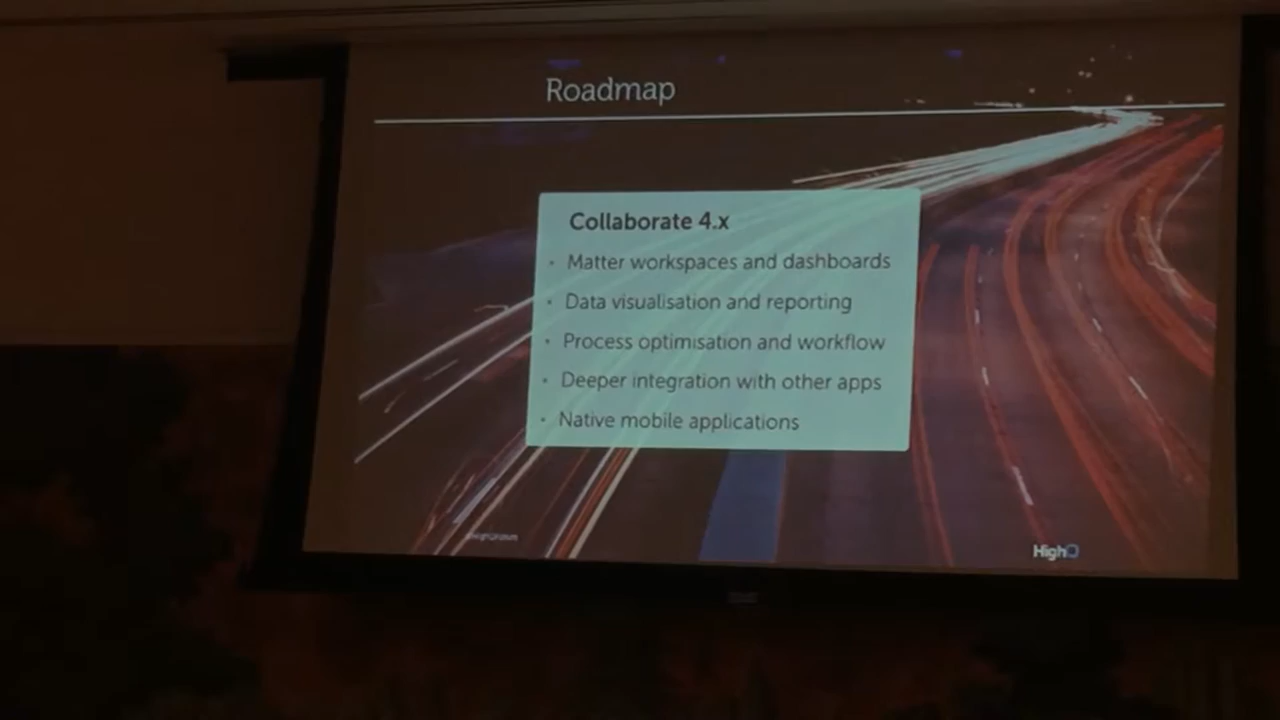 Roadmap
Collaborate 4.x
• Matter workspaces and dashboards
• Data visualisation and reporting
• Process optimisation and workflow
• Deeper integration with other apps
• Native mobile applications
HighQ